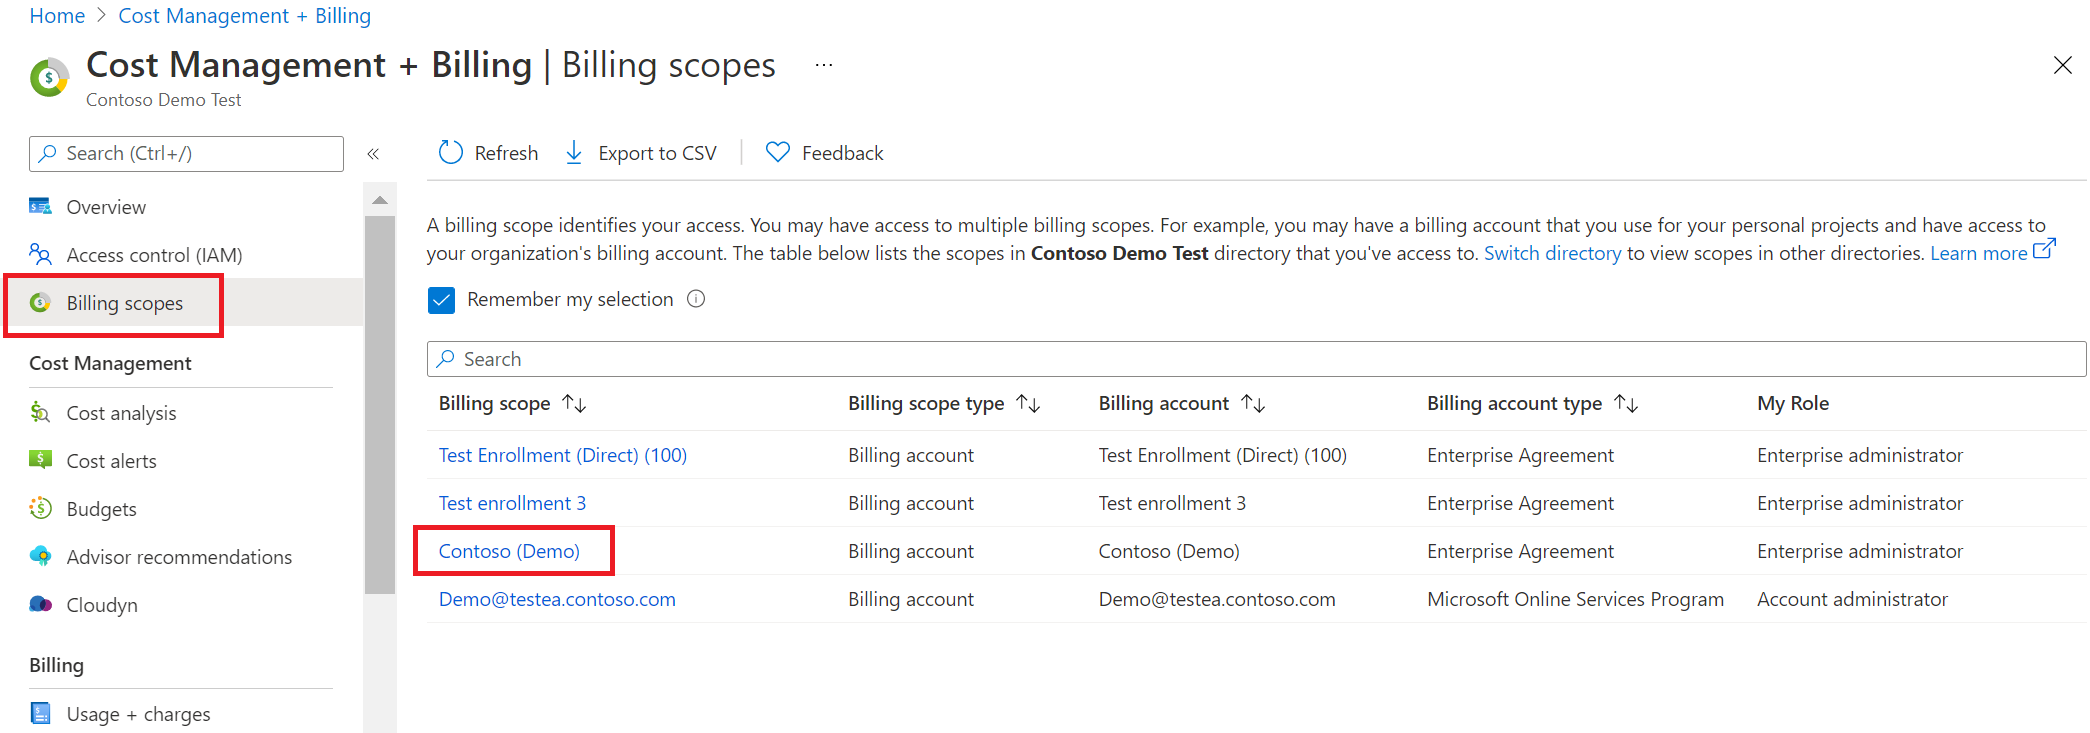 Home > Cost Management + Billing
Cost Management + Billing | Billing scopes ...
Contoso Demo Test
Search (Ctrl+/) «
Overview
Access control (IAM)
Billing scopes
Cost Management
Cost analysis
Cost alerts
Budgets
Advisor recommendations
Cloudyn
Billing
Usage + charges
Refresh Export to CSV Feedback
A billing scope identifies your access. You may have access to multiple billing scopes. For example, you may have a billing account that you use for your personal projects and have access to
your organization's billing account. The table below lists the scopes in Contoso Demo Test directory that you've access to. Switch directory to view scopes in other directories. Learn more
Remember my selection
Search
Billing scope ↑↓ Billing scope type ↑↓ Billing account ↑↓ Billing account type ↑↓ My Role
Test Enrollment (Direct) (100) Billing account Test Enrollment (Direct) (100) Enterprise Agreement Enterprise administrator
Test enrollment 3 Billing account Test enrollment 3 Enterprise Agreement Enterprise administrator
Contoso (Demo) Billing account Contoso (Demo) Enterprise Agreement Enterprise administrator
Demo@testea.contoso.com Billing account Demo@testea.contoso.com Microsoft Online Services Program Account administrator